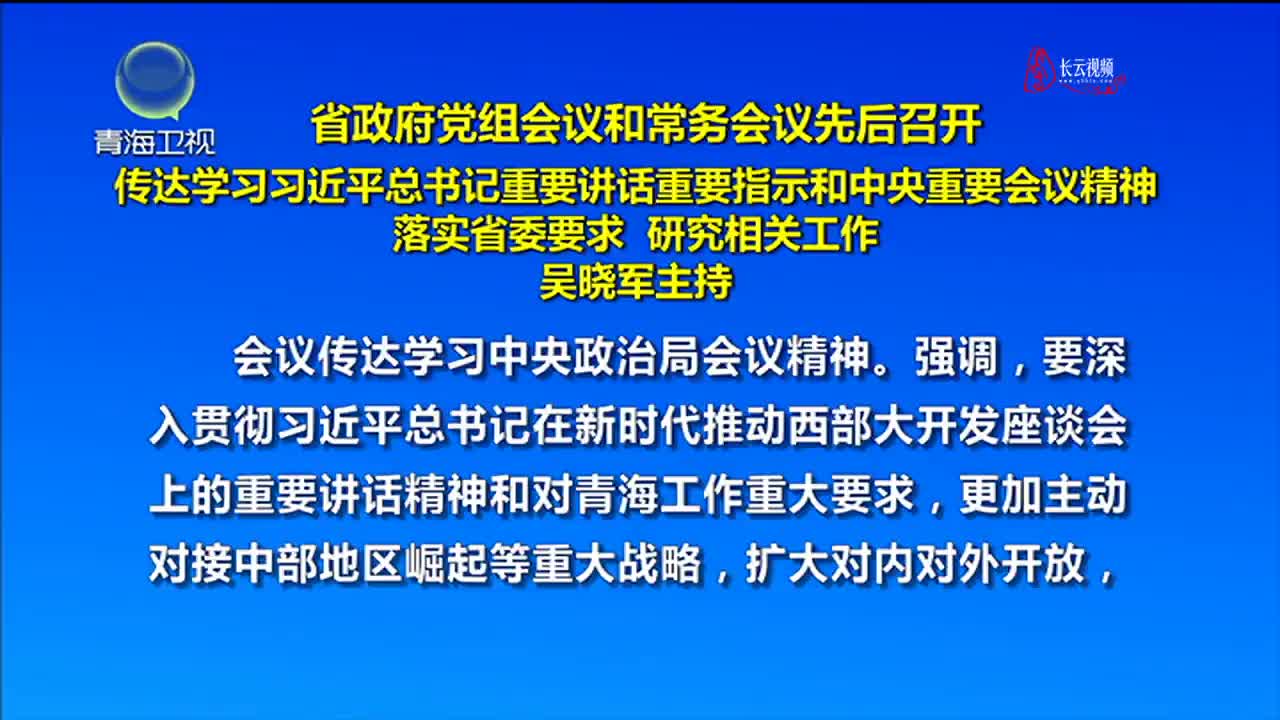 青海卫视
长云视频
省政府党组会议和常务会议先后召开
传达学习习近平总书记重要讲话重要指示和中央重要会议精神
落实省委要求 研究相关工作
吴晓军主持
会议传达学习中央政治局会议精神。强调，要深
入贯彻习近平总书记在新时代推动西部大开发座谈会
上的重要讲话精神和对青海工作重大要求，更加主动
对接中部地区崛起等重大战略，扩大对内对外开放，